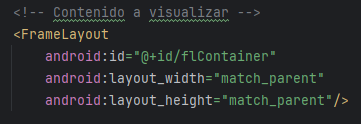 <!-- Contenido a visualizar -->
<FrameLayout
    android:id="@+id/flContainer"
    android:layout_width="match_parent"
    android:layout_height="match_parent"/>